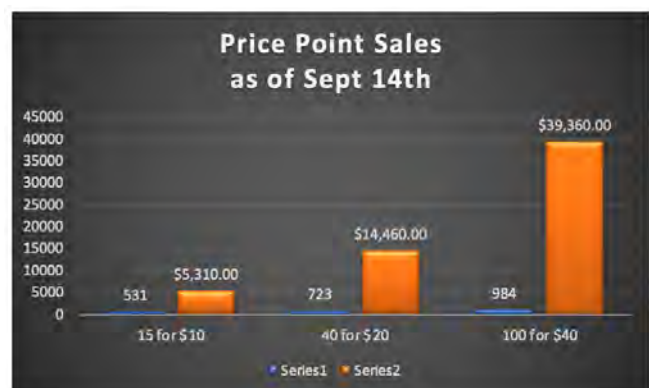 Price Point Sales
as of Sept 14th
45000
40000
35000
30000
25000
20000
15000
10000
5000
0
$39,360.00
$14,460.00
$5,310.00
531
723
984
15 for $10
40 for $20
100 for $40
Series1
Series2